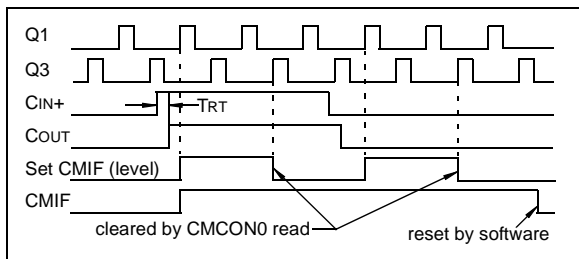 Q1
Q3
CIN+
TRT
COUT
Set CMIF (level)
CMIF
cleared by CMCON0 read
reset by software